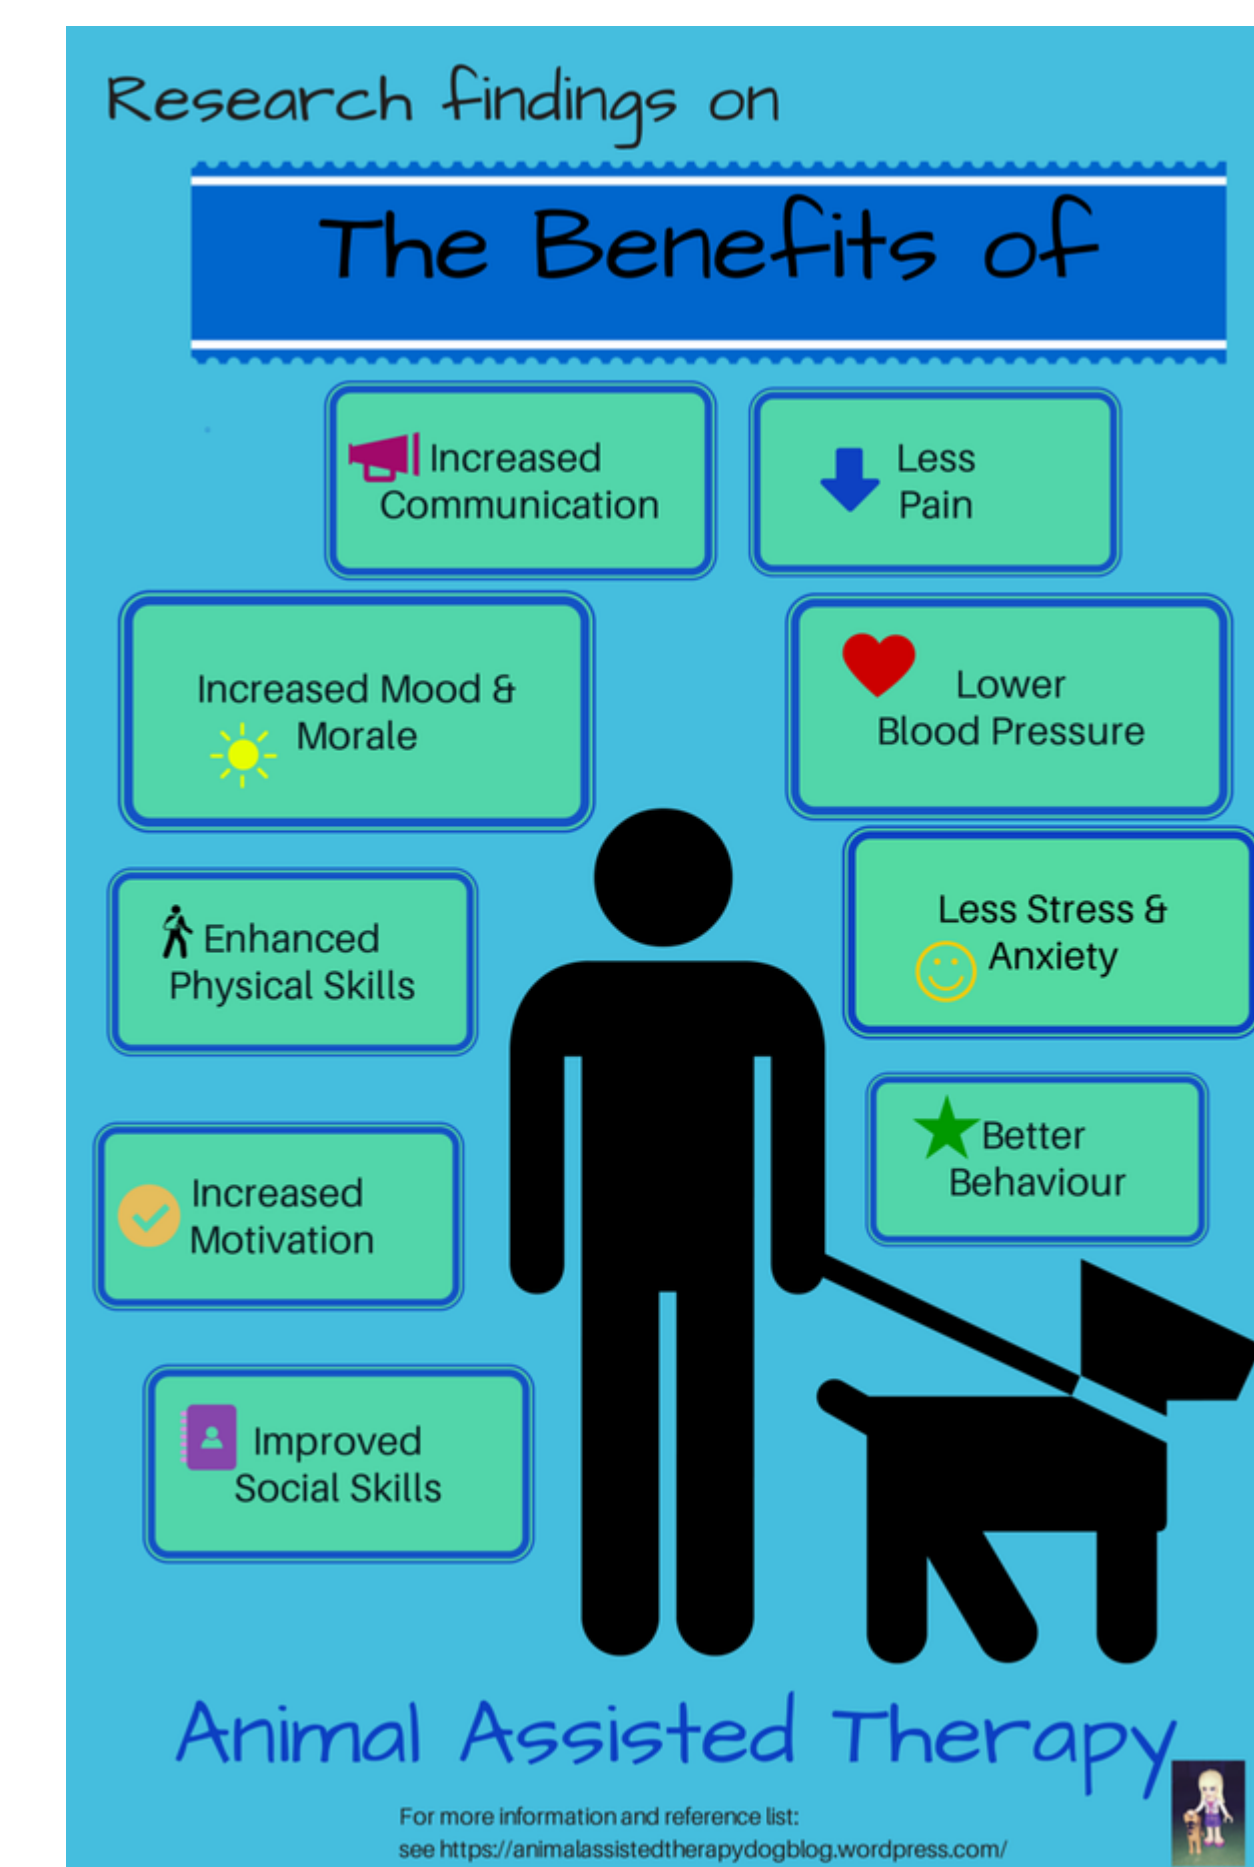 Research findings on
The Benefits of
Increased
Communication
Less
Pain
Increased Mood &
Morale
Lower
Blood Pressure
Enhanced
Physical Skills
Less Stress &
Anxiety
Increased
Motivation
Better
Behaviour
Improved
Social Skills
Animal Assisted Therapy
For more information and reference list:
see https://animalassistedtherapydogblog.wordpress.com/